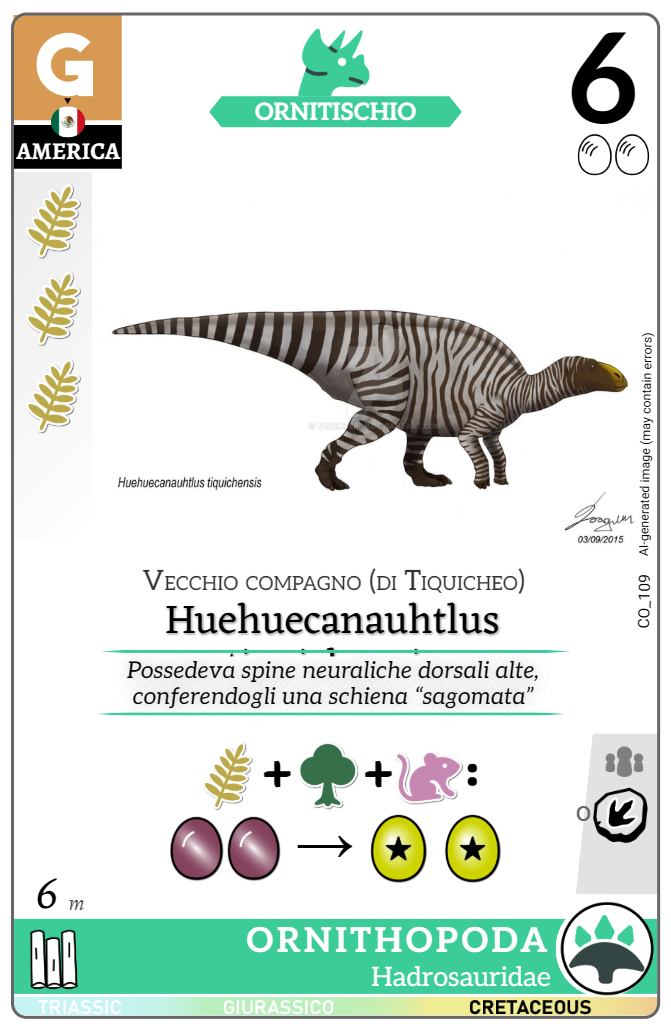 G
AMERICA
ORNITISCHIO
6
Huehuecanauhtlus tiquichensis
03/09/2015
AI-generated image (may contain errors)
CO_109
Vecchio compagno (di Tiquicheo)
Huehuecanauhtlus
Possedeva spine neuraliche dorsali alte,
conferendogli una schiena “sagomata”
+ + :
→
O
6 m
ORNITHOPODA
Hadrosauridae
TRIASSIC GIURASSICO CRETACEOUS